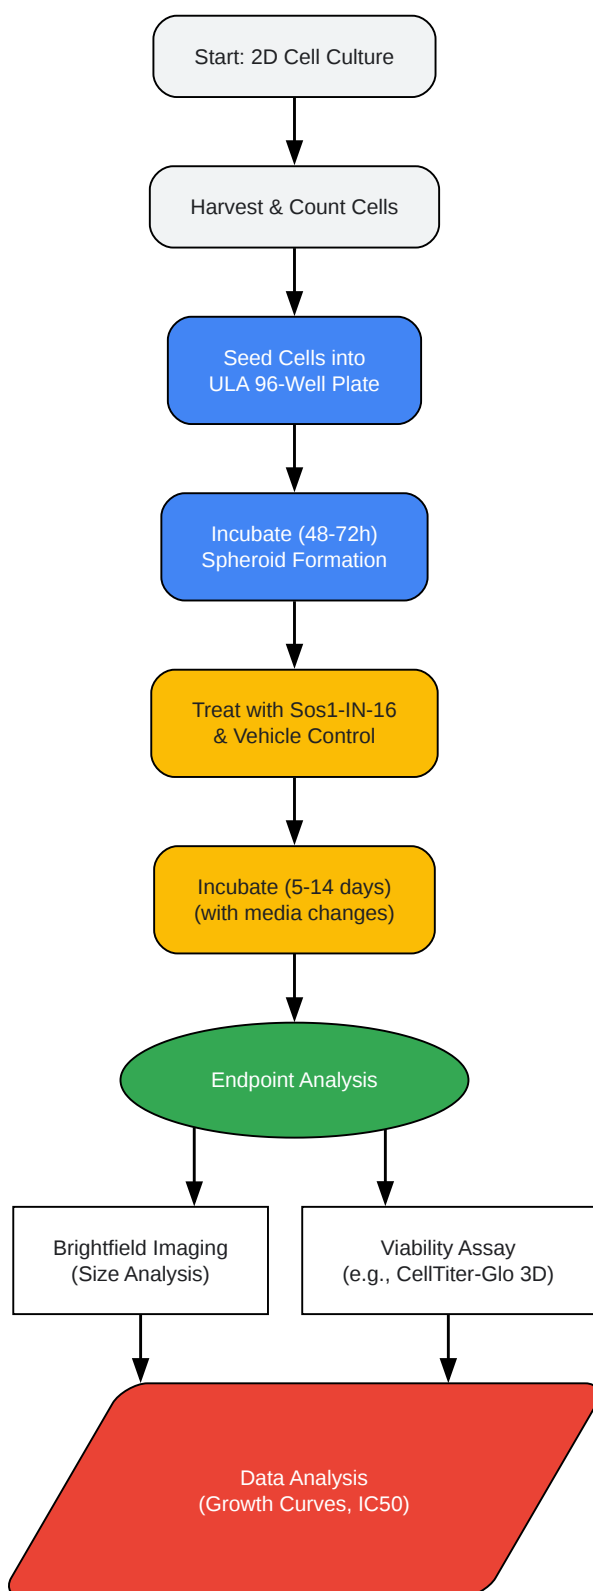 Start: 2D Cell Culture
Harvest & Count Cells
Seed Cells into
ULA 96-Well Plate
Incubate (48-72h)
Spheroid Formation
Treat with Sos1-IN-16
& Vehicle Control
Incubate (5-14 days)
(with media changes)
Endpoint Analysis
Brightfield Imaging
(Size Analysis)
Viability Assay
(e.g., CellTiter-Glo 3D)
Data Analysis
(Growth Curves, IC50)